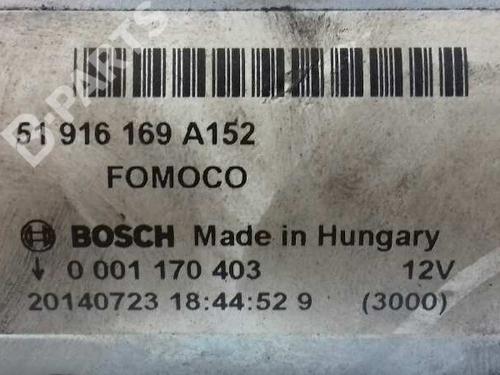 D-PARTS
51 916 169 A152
FOMOCO
BOSCH Made in Hungary
0 001 170 403 12V
20140723 18:44:52 9 (3000)